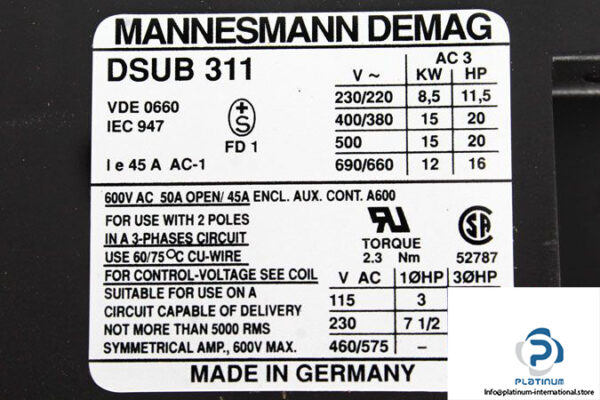 MANNESMANN DEMAG
DSUB 311
AC 3
V ~ KW HP
VDE 0660
IEC 947
+
S
FD 1
230/220 8,5 11,5
400/380 15 20
500 15 20
690/660 12 16
I e 45 A AC-1
600V AC 50A OPEN/ 45A ENCL. AUX. CONT. A600
FOR USE WITH 2 POLES
IN A 3-PHASES CIRCUIT
USE 60/75°C CU-WIRE
FOR CONTROL-VOLTAGE SEE COIL
SUITABLE FOR USE ON A
CIRCUIT CAPABLE OF DELIVERY
NOT MORE THAN 5000 RMS
SYMMETRICAL AMP., 600V MAX.
RU
TORQUE
2.3 Nm
SA
52787
V AC 1ØHP 3ØHP
115 3
230 7 1/2
460/575 –
MADE IN GERMANY
PLATINUM
Info@platinum-international.store